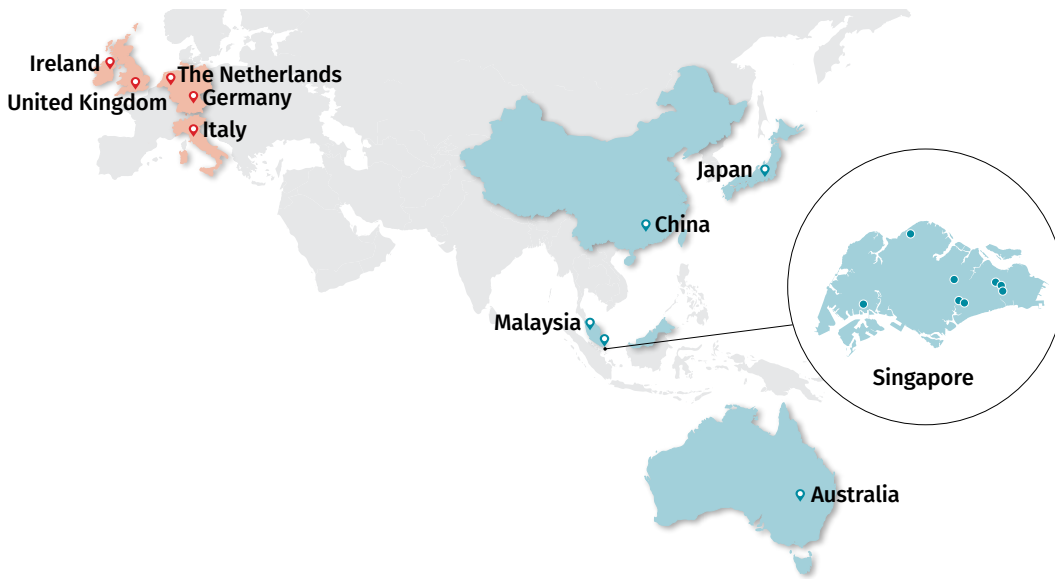 Ireland
The Netherlands
United Kingdom
Germany
Italy
Japan
China
Malaysia
Singapore
Australia